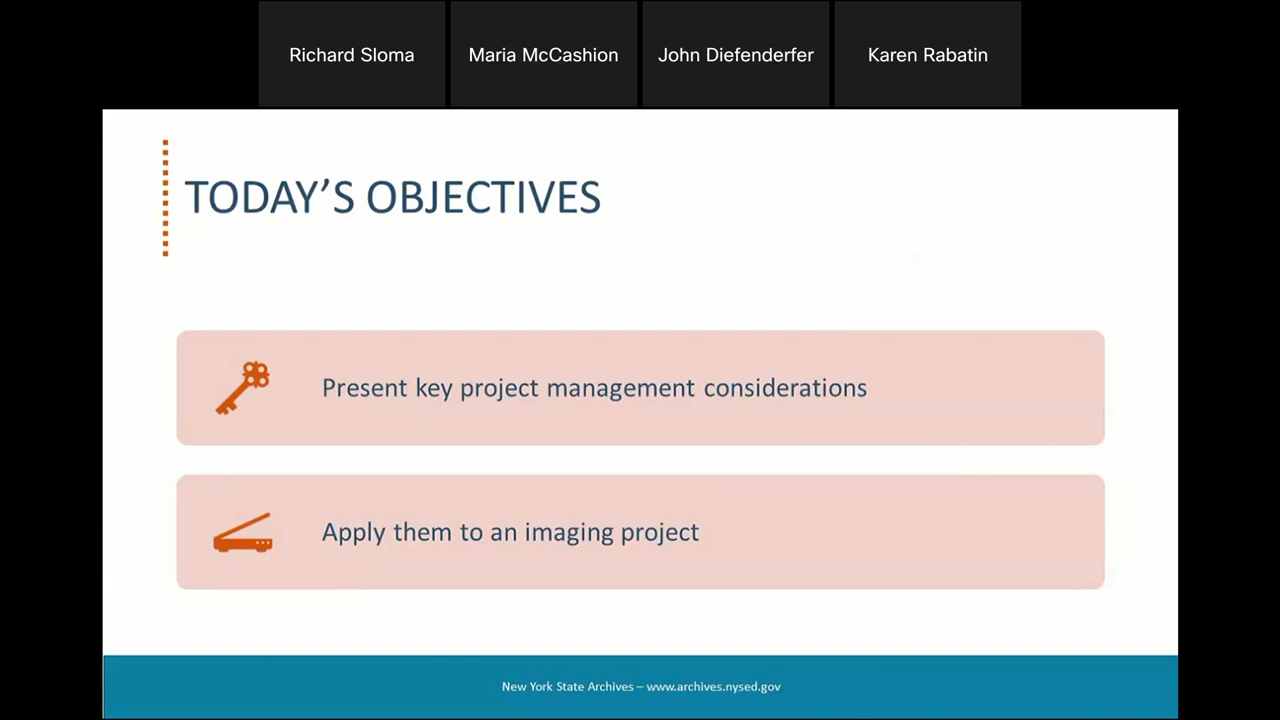 Richard Sloma
Maria McCashion
John Diefenderfer
Karen Rabatin
TODAY’S OBJECTIVES
Present key project management considerations
Apply them to an imaging project
New York State Archives – www.archives.nysed.gov